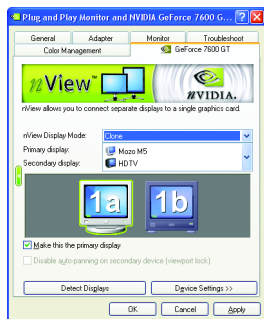 Plug and Play Monitor and NVIDIA GeForce 7600 G...
General Adapter Monitor Troubleshoot
Color Management GeForce 7600 GT
nView™
NVIDIA.
nView allows you to connect separate displays to a single graphics card.
nView Display Mode: Clone
Primary display: Mozo M5
Secondary display: HDTV
1a 1b
Make this the primary display
Disable auto-panning on secondary device (viewport lock)
Detect Displays Device Settings >>
OK Cancel Apply